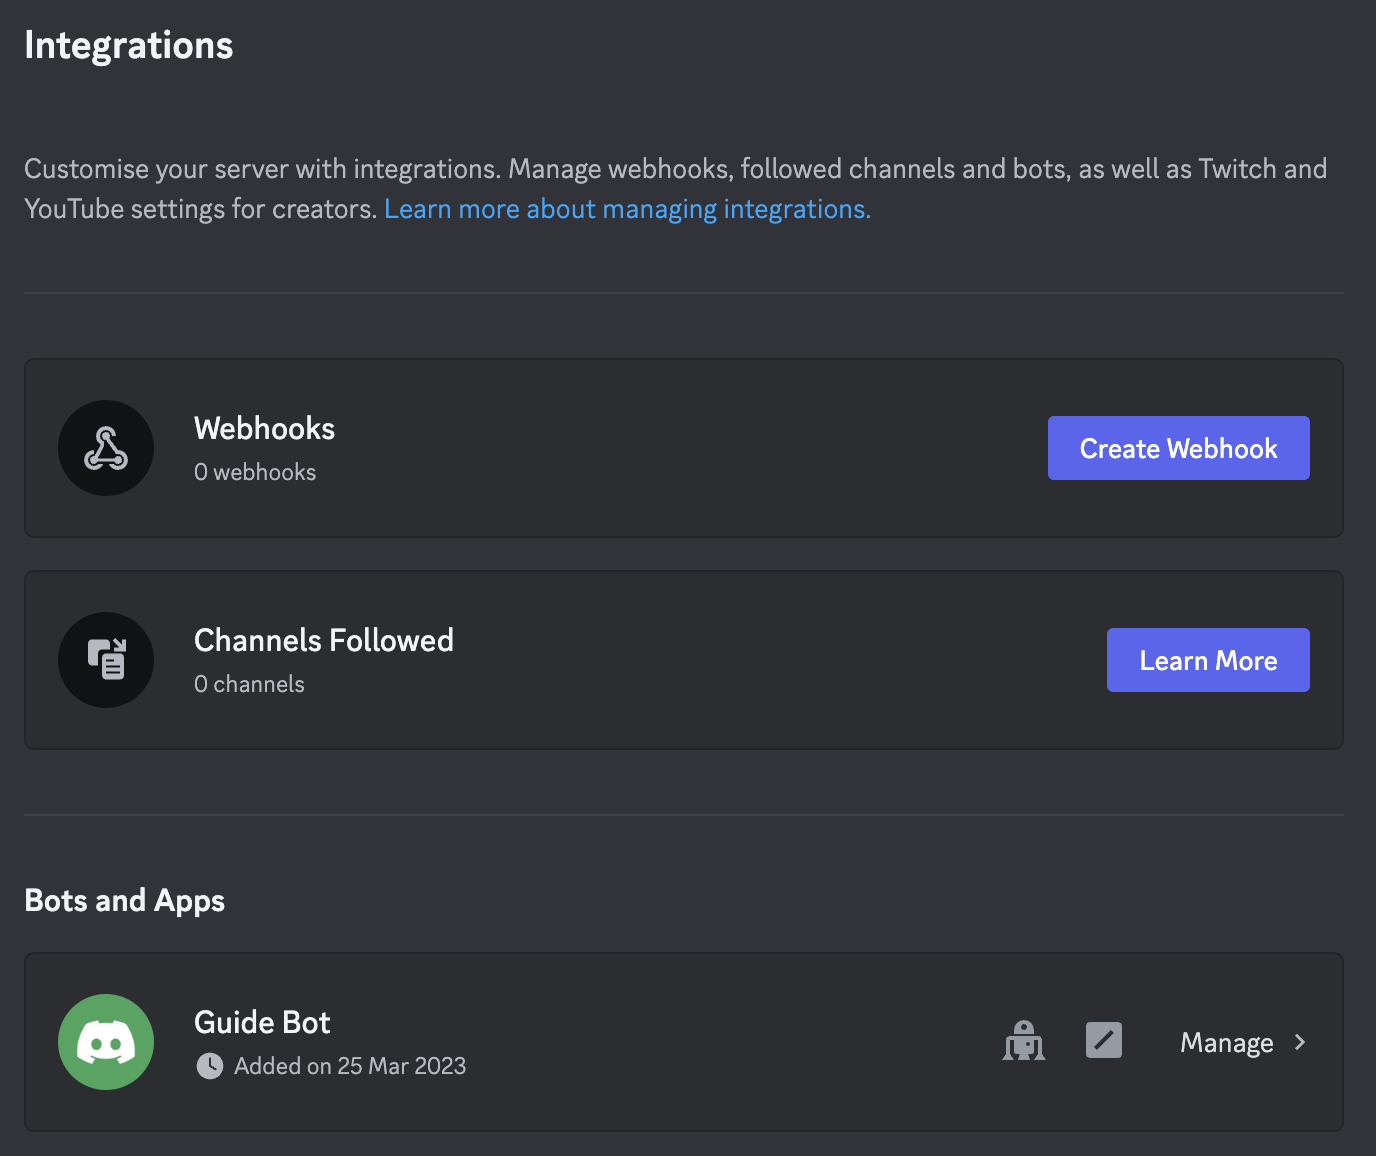 Integrations
Customise your server with integrations. Manage webhooks, followed channels and bots, as well as Twitch and
YouTube settings for creators. Learn more about managing integrations.
Webhooks
0 webhooks
Create Webhook
Channels Followed
0 channels
Learn More
Bots and Apps
Guide Bot
Added on 25 Mar 2023
Manage